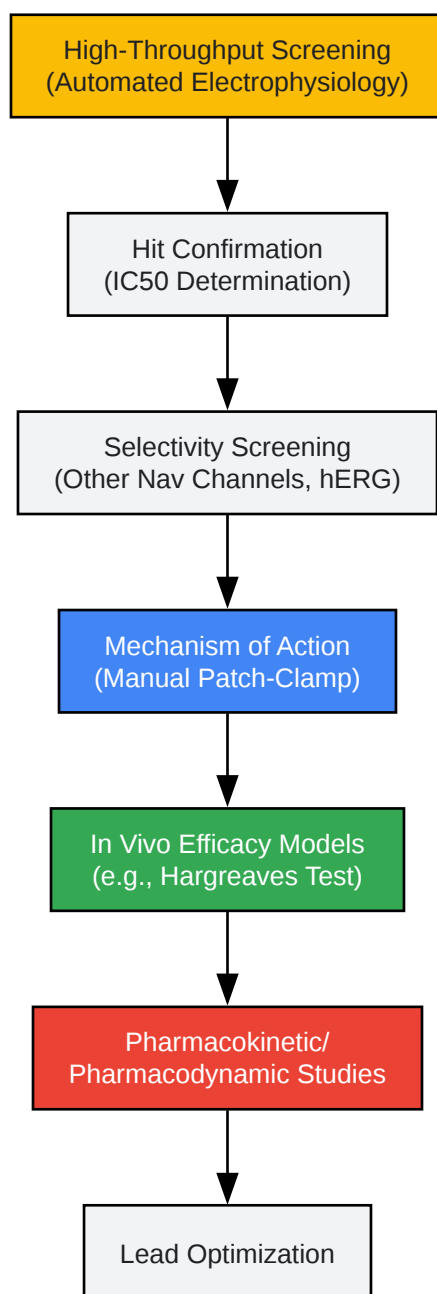 High-Throughput Screening
(Automated Electrophysiology)
Hit Confirmation
(IC50 Determination)
Selectivity Screening
(Other Nav Channels, hERG)
Mechanism of Action
(Manual Patch-Clamp)
In Vivo Efficacy Models
(e.g., Hargreaves Test)
Pharmacokinetic/
Pharmacodynamic Studies
Lead Optimization